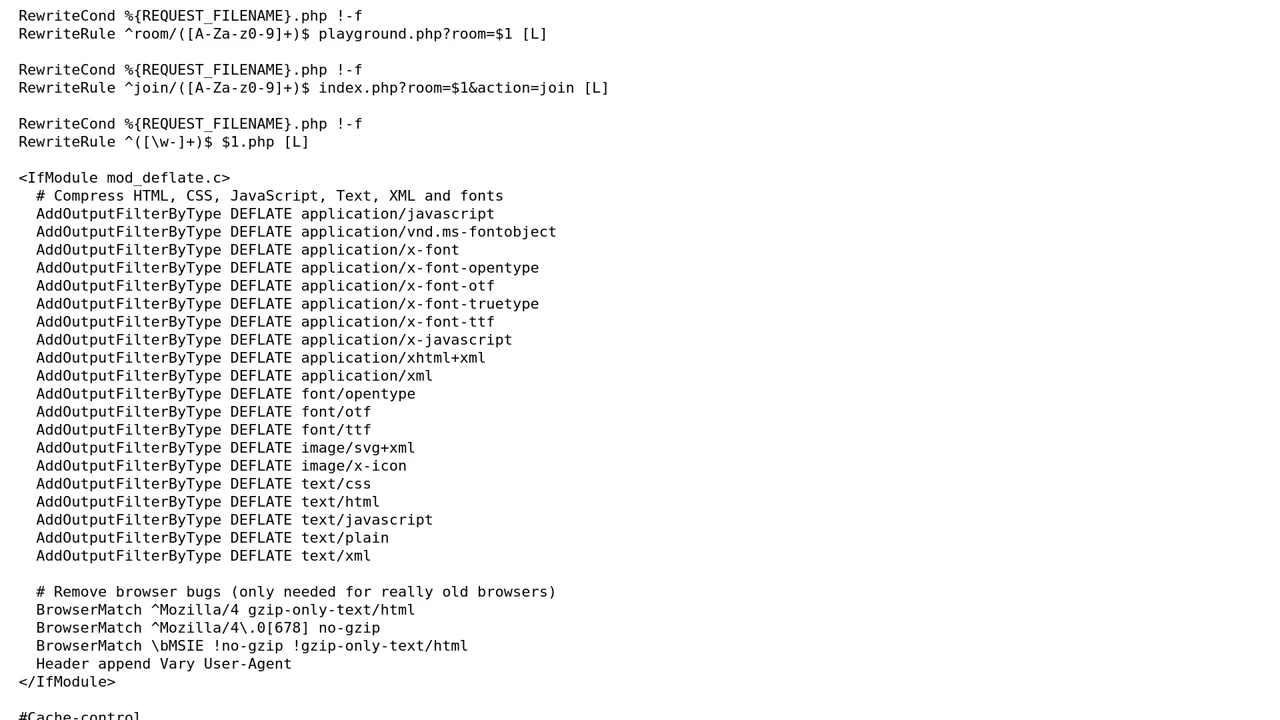 RewriteCond %{REQUEST_FILENAME}.php !-f
RewriteRule ^room/([A-Za-z0-9]+)$ playground.php?room=$1 [L]

RewriteCond %{REQUEST_FILENAME}.php !-f
RewriteRule ^join/([A-Za-z0-9]+)$ index.php?room=$1&action=join [L]

RewriteCond %{REQUEST_FILENAME}.php !-f
RewriteRule ^([\w-]+)$ $1.php [L]

<IfModule mod_deflate.c>
  # Compress HTML, CSS, JavaScript, Text, XML and fonts
  AddOutputFilterByType DEFLATE application/javascript
  AddOutputFilterByType DEFLATE application/vnd.ms-fontobject
  AddOutputFilterByType DEFLATE application/x-font
  AddOutputFilterByType DEFLATE application/x-font-opentype
  AddOutputFilterByType DEFLATE application/x-font-otf
  AddOutputFilterByType DEFLATE application/x-font-truetype
  AddOutputFilterByType DEFLATE application/x-font-ttf
  AddOutputFilterByType DEFLATE application/x-javascript
  AddOutputFilterByType DEFLATE application/xhtml+xml
  AddOutputFilterByType DEFLATE application/xml
  AddOutputFilterByType DEFLATE font/opentype
  AddOutputFilterByType DEFLATE font/otf
  AddOutputFilterByType DEFLATE font/ttf
  AddOutputFilterByType DEFLATE image/svg+xml
  AddOutputFilterByType DEFLATE image/x-icon
  AddOutputFilterByType DEFLATE text/css
  AddOutputFilterByType DEFLATE text/html
  AddOutputFilterByType DEFLATE text/javascript
  AddOutputFilterByType DEFLATE text/plain
  AddOutputFilterByType DEFLATE text/xml

  # Remove browser bugs (only needed for really old browsers)
  BrowserMatch ^Mozilla/4 gzip-only-text/html
  BrowserMatch ^Mozilla/4\.0[678] no-gzip
  BrowserMatch \bMSIE !no-gzip !gzip-only-text/html
  Header append Vary User-Agent
</IfModule>

#Cache-control